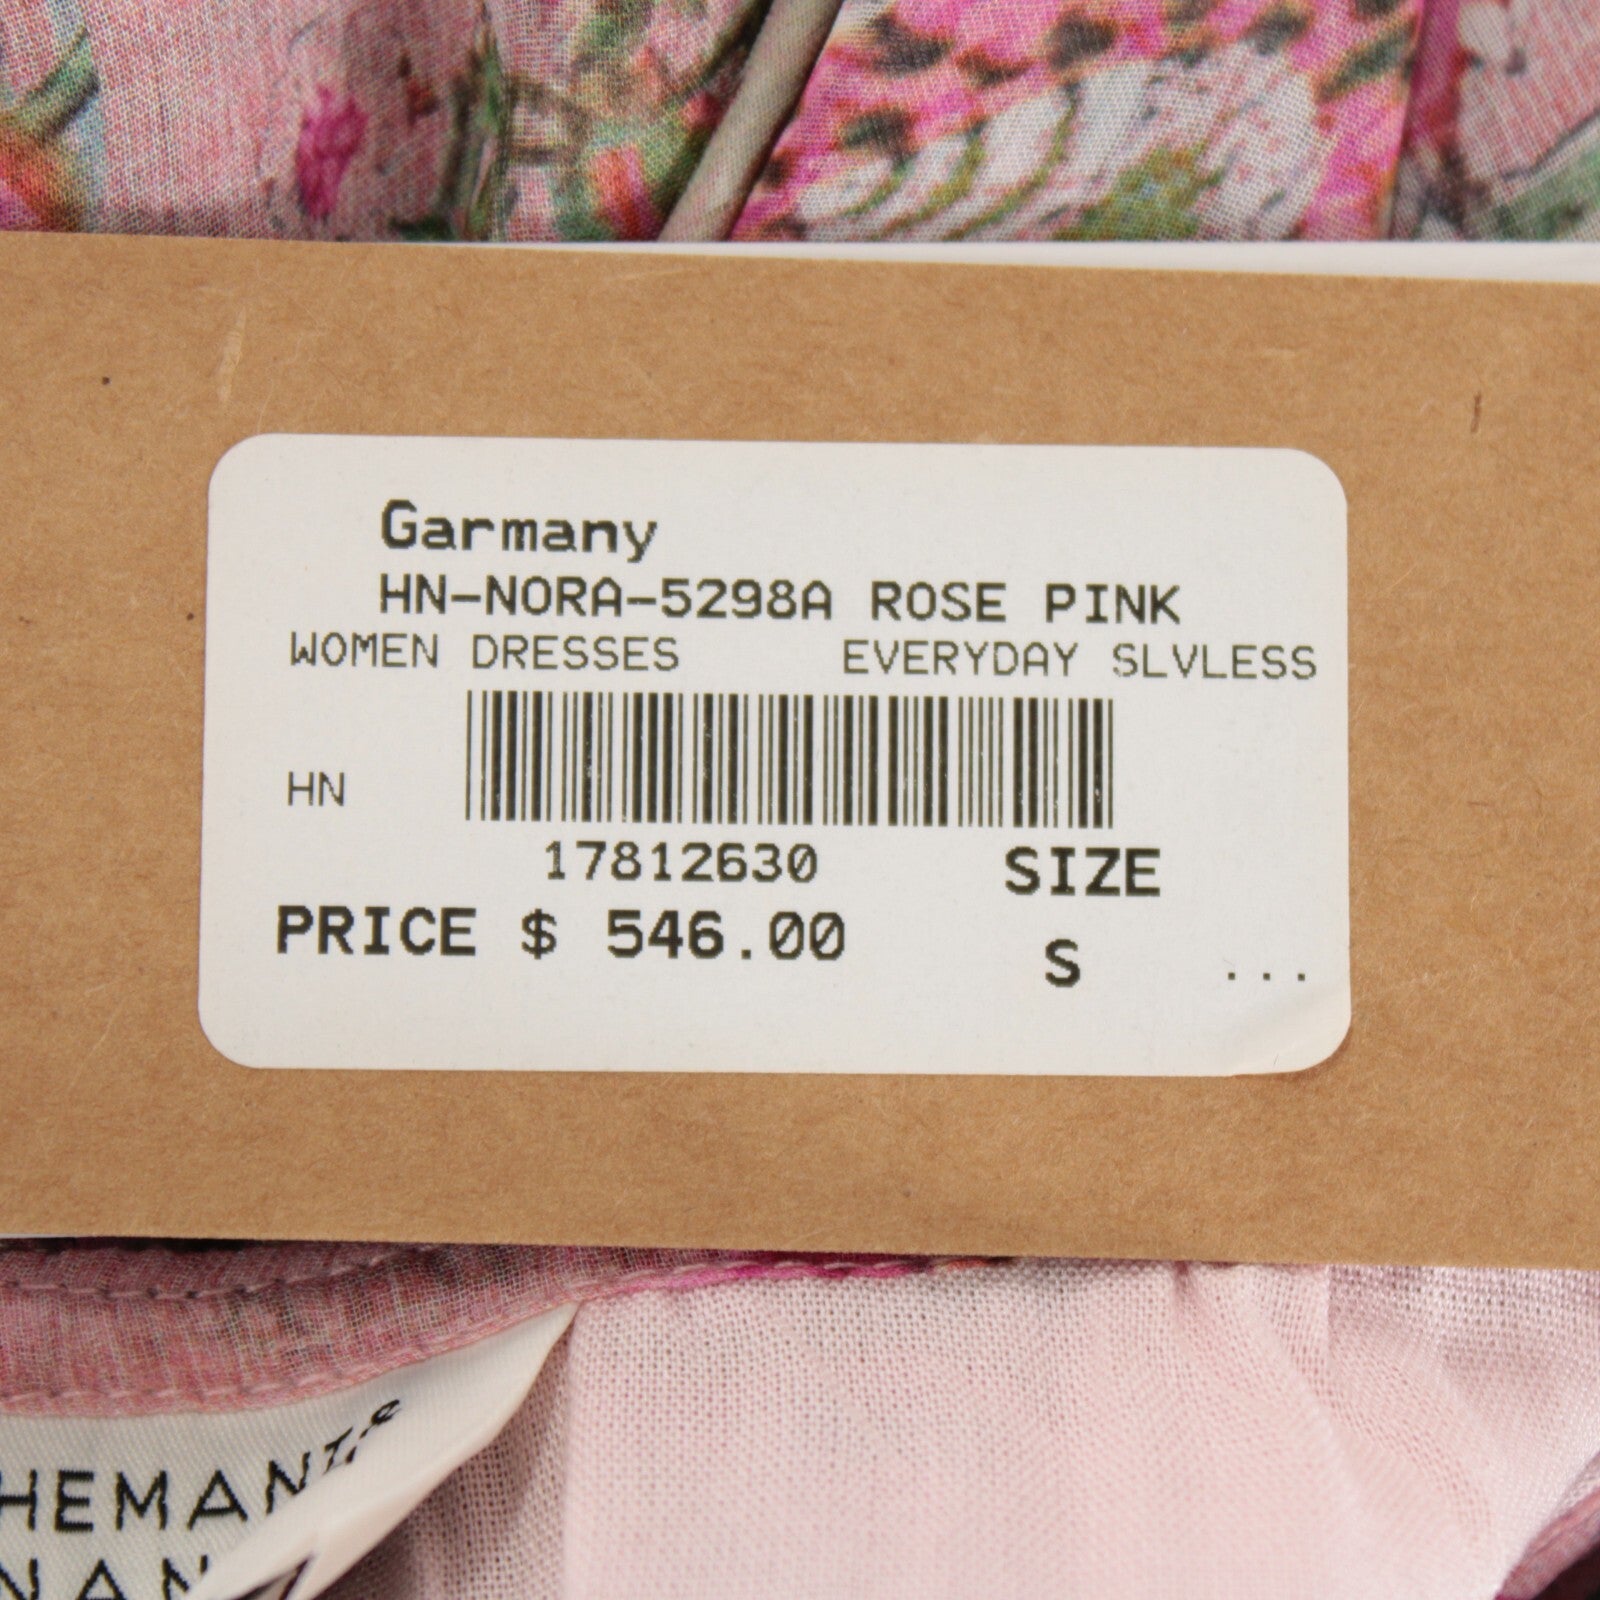 Garmany
HN-NORA-5298A ROSE PINK
WOMEN DRESSES EVERYDAY SLVLESS
HN
17812630 SIZE
PRICE $ 546.00 S ...